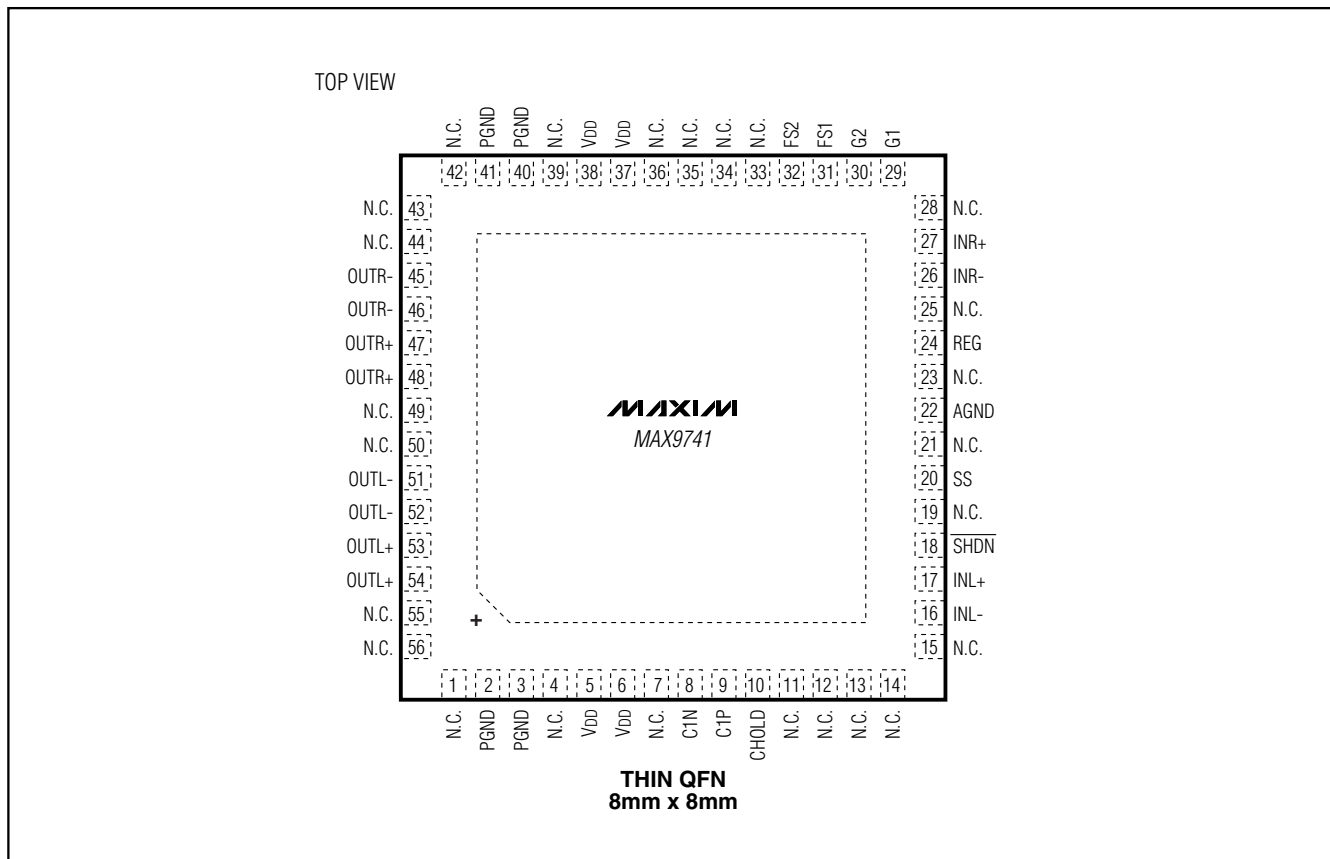 TOP VIEW
N.C. PGND PGND N.C. VDD VDD N.C. N.C. N.C. N.C. FS2 FS1 G2 G1
42 41 40 39 38 37 36 35 34 33 32 31 30 29
N.C. 43 28 N.C.
N.C. 44 27 INR+
OUTR- 45 26 INR-
OUTR- 46 25 N.C.
OUTR+ 47 24 REG
OUTR+ 48 23 N.C.
N.C. 49 22 AGND
MAXIM
MAX9741
N.C. 50 21 N.C.
OUTL- 51 20 SS
OUTL- 52 19 N.C.
OUTL+ 53 18 SHDN
OUTL+ 54 17 INL+
N.C. 55 16 INL-
+
N.C. 56 15 N.C.
1 2 3 4 5 6 7 8 9 10 11 12 13 14
N.C. PGND PGND N.C. VDD VDD N.C. C1N C1P CHOLD N.C. N.C. N.C. N.C.
THIN QFN
8mm x 8mm